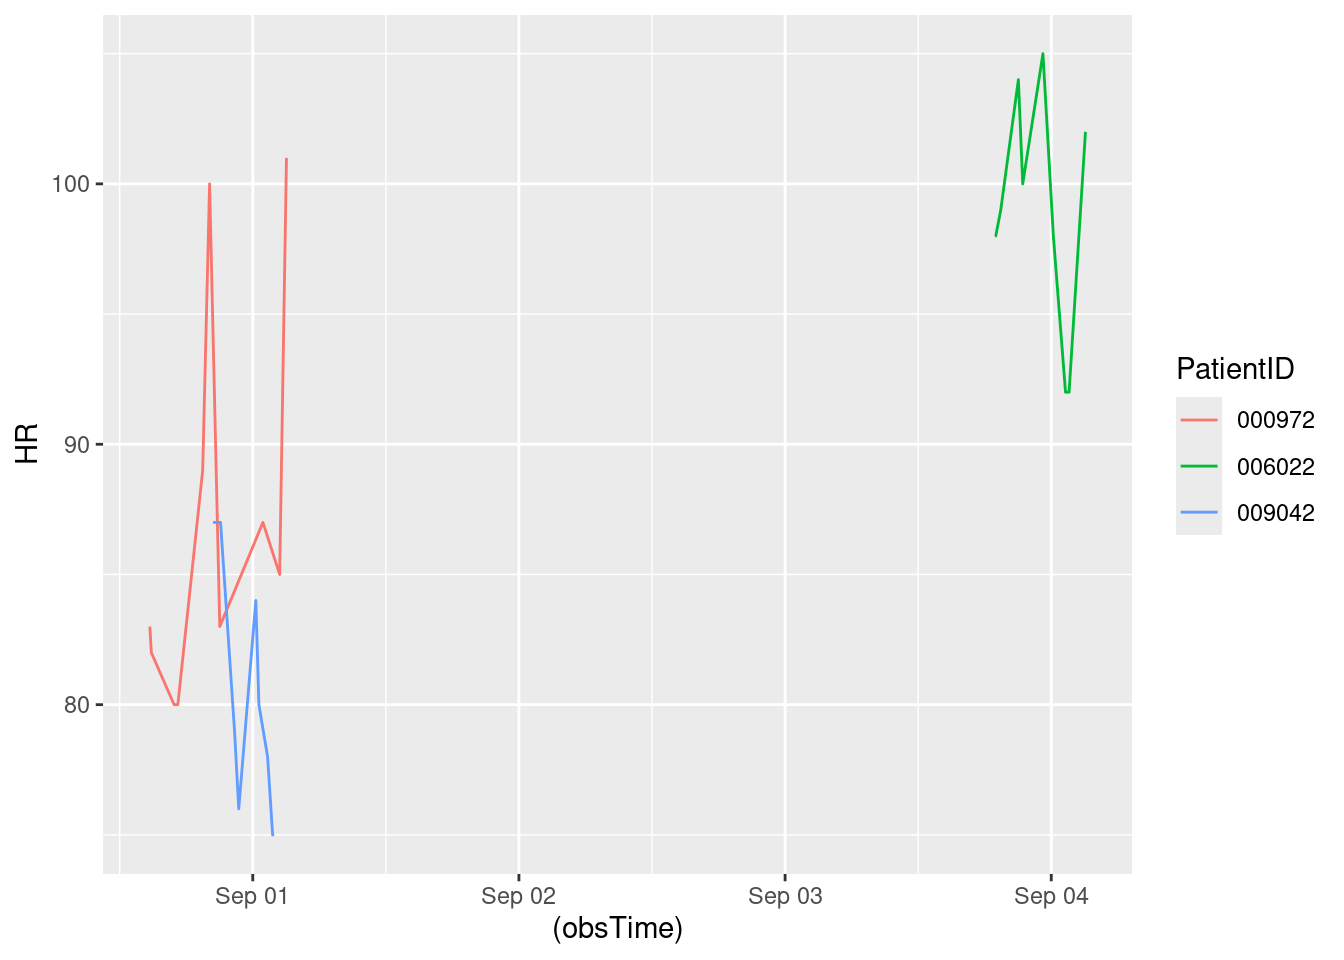 HR
100
90
80
Sep 01
Sep 02
Sep 03
Sep 04
(obsTime)
PatientID
000972
006022
009042